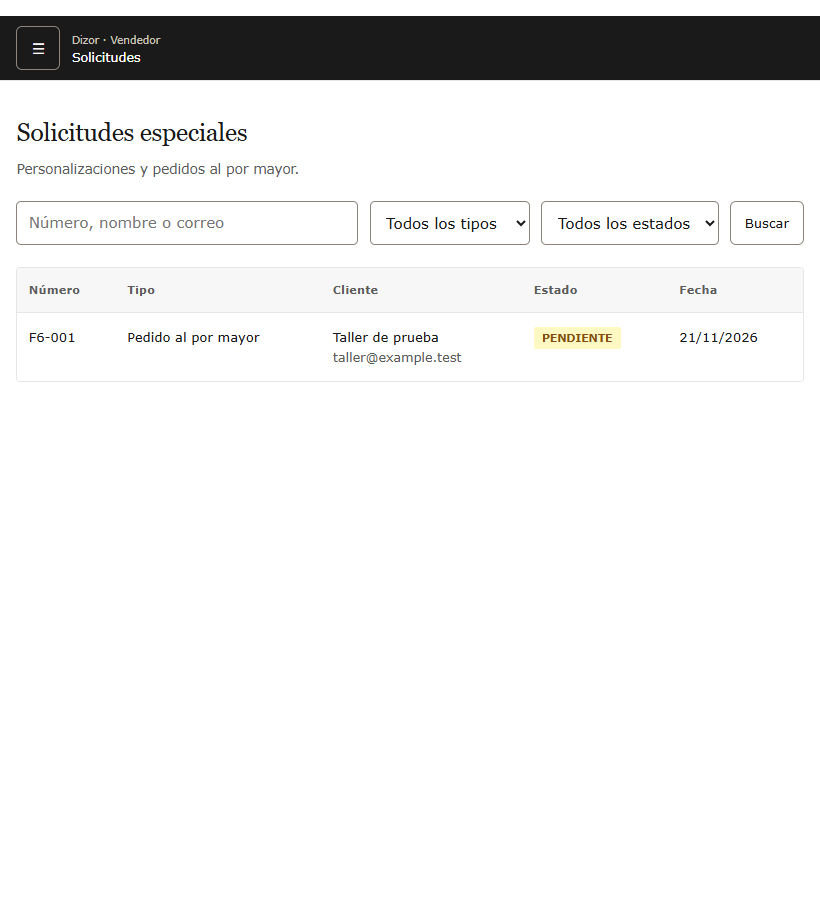 ☰
Dizor · Vendedor
Solicitudes
Solicitudes especiales
Personalizaciones y pedidos al por mayor.
Número, nombre o correo
Todos los tipos
Todos los estados
Buscar
Número Tipo Cliente Estado Fecha
F6-001 Pedido al por mayor Taller de prueba PENDIENTE 21/11/2026
taller@example.test